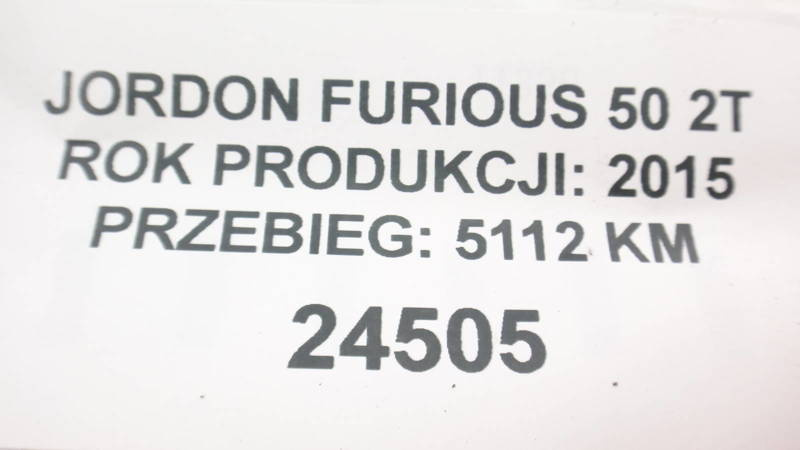 JORDON FURIOUS 50 2T
ROK PRODUKCJI: 2015
PRZEBIEG: 5112 KM
24505